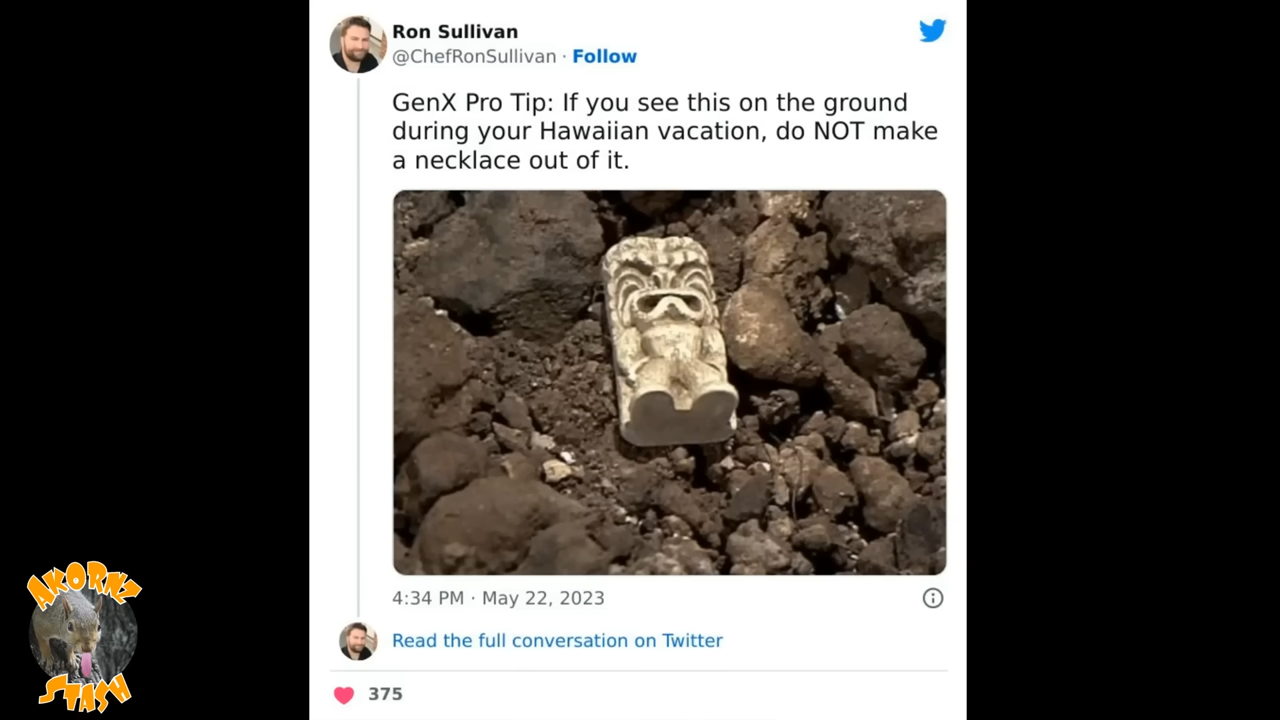 Ron Sullivan
@ChefRonSullivan · Follow
GenX Pro Tip: If you see this on the ground
during your Hawaiian vacation, do NOT make
a necklace out of it.
4:34 PM · May 22, 2023
Read the full conversation on Twitter
375
AKORNZ
STASH